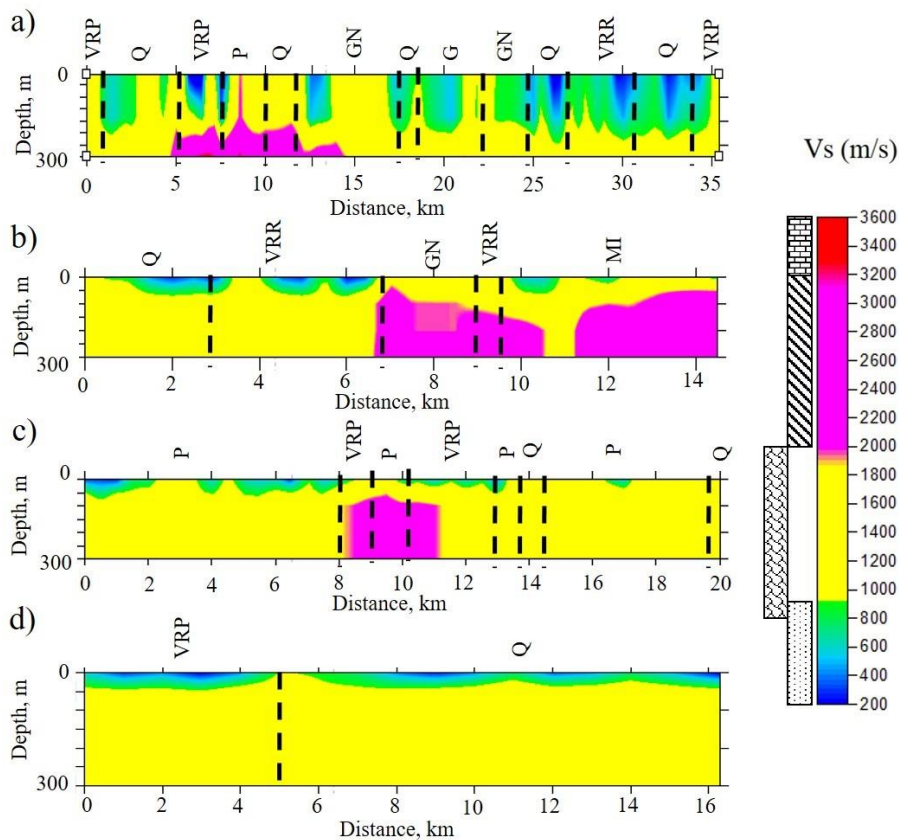 a)
VRP Q VRP P Q GN Q G GN Q VRR Q VRP
0
300
Depth, m
0 5 10 15 20 25 30 35
Distance, km
b)
Q VRR GN VRR MI
0
300
Depth, m
0 2 4 6 8 10 12 14
Distance, km
c)
P VRP P VRP P Q P Q
0
300
Depth, m
0 2 4 6 8 10 12 14 16 18 20
Distance, km
d)
VRP Q
0
300
Depth, m
0 2 4 6 8 10 12 14 16
Distance, km
Vs (m/s)
3600
3400
3200
3000
2800
2600
2400
2200
2000
1800
1600
1400
1200
1000
800
600
400
200